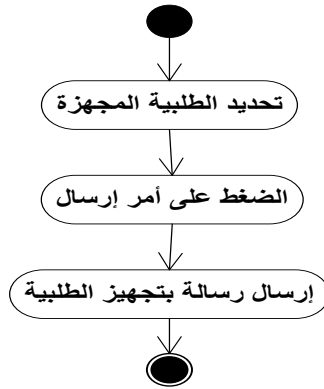 تحديد الطلبية المجهزة
الضغط على أمر إرسال
إرسال رسالة بتجهيز الطلبية